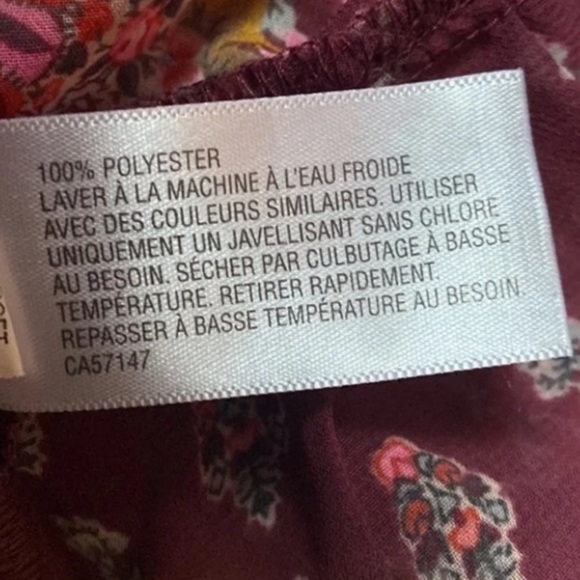 100% POLYESTER
LAVER À LA MACHINE À L'EAU FROIDE
AVEC DES COULEURS SIMILAIRES. UTILISER
UNIQUEMENT UN JAVELLISANT SANS CHLORE
AU BESOIN. SÉCHER PAR CULBUTAGE À BASSE
TEMPÉRATURE. RETIRER RAPIDEMENT.
REPASSER À BASSE TEMPÉRATURE AU BESOIN.
CA57147